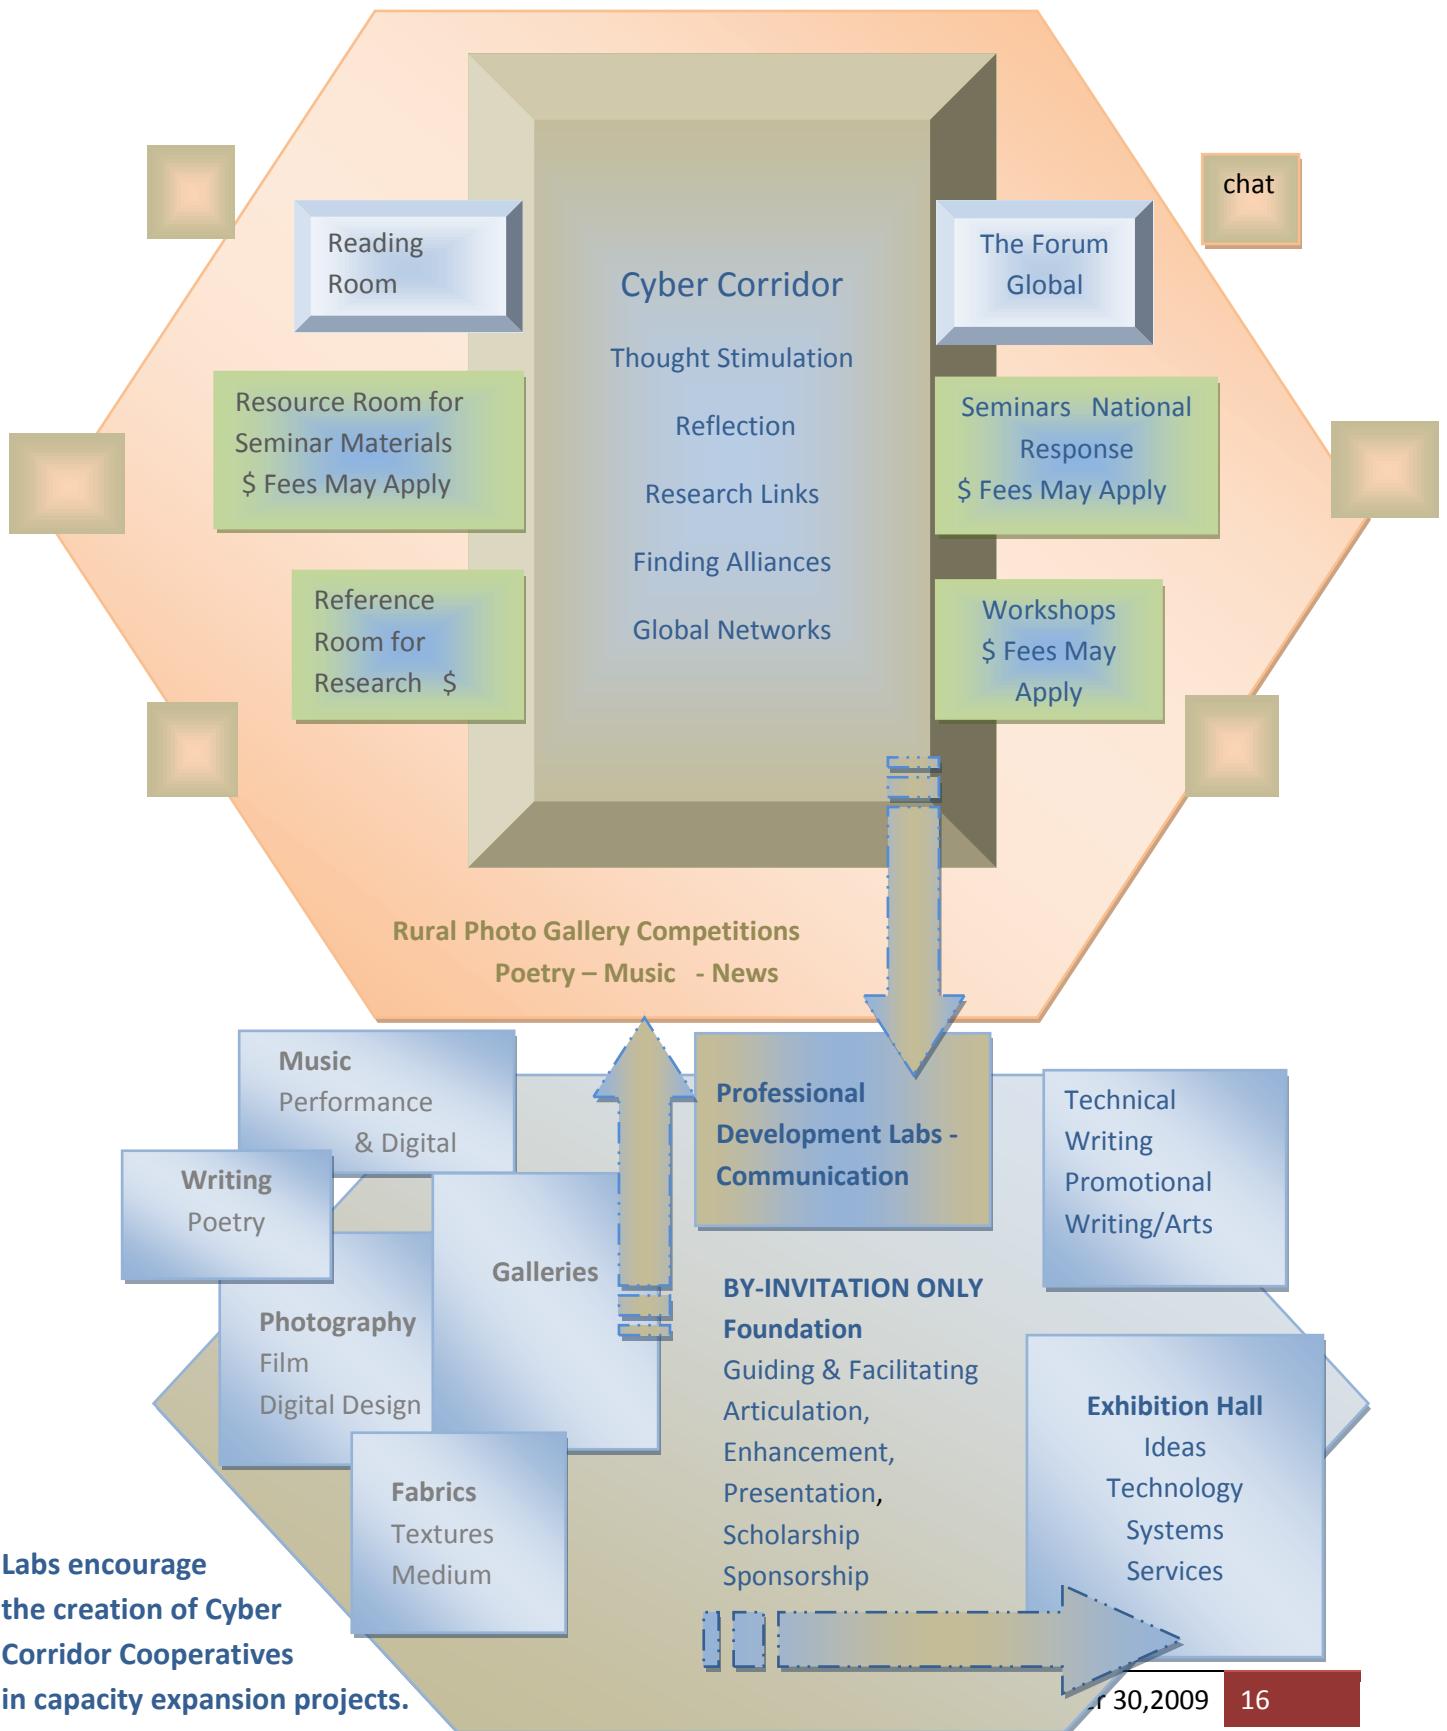 chat
Reading
Room
The Forum
Global
Cyber Corridor
Thought Stimulation
Reflection
Research Links
Finding Alliances
Global Networks
Resource Room for
Seminar Materials
$ Fees May Apply
Seminars National
Response
$ Fees May Apply
Reference
Room for
Research $
Workshops
$ Fees May
Apply
Rural Photo Gallery Competitions
Poetry – Music - News
Music
Performance
& Digital
Writing
Poetry
Galleries
Photography
Film
Digital Design
Fabrics
Textures
Medium
Professional
Development Labs -
Communication
Technical
Writing
Promotional
Writing/Arts
BY-INVITATION ONLY
Foundation
Guiding & Facilitating
Articulation,
Enhancement,
Presentation,
Scholarship
Sponsorship
Exhibition Hall
Ideas
Technology
Systems
Services
Labs encourage
the creation of Cyber
Corridor Cooperatives
in capacity expansion projects.
30,2009 16